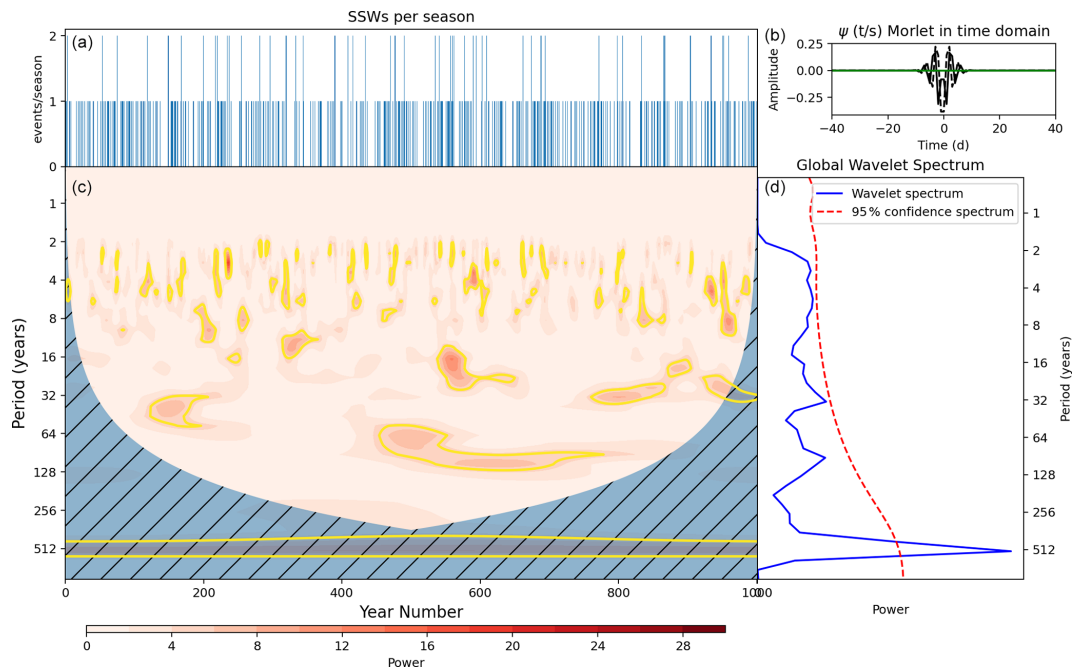 SSWs per season
(a)
events/season
2
1
0
(b)
ψ (t/s) Morlet in time domain
Amplitude
0.25
0.00
−0.25
−40 −20 0 20 40
Time (d)
(c)
Period (years)
1
2
4
8
16
32
64
128
256
512
0 200 400 600 800 1000
Year Number
Global Wavelet Spectrum
(d)
Wavelet spectrum
95% confidence spectrum
1
2
4
8
16
32
64
128
256
512
Period (years)
0
Power
0 4 8 12 16 20 24 28
Power